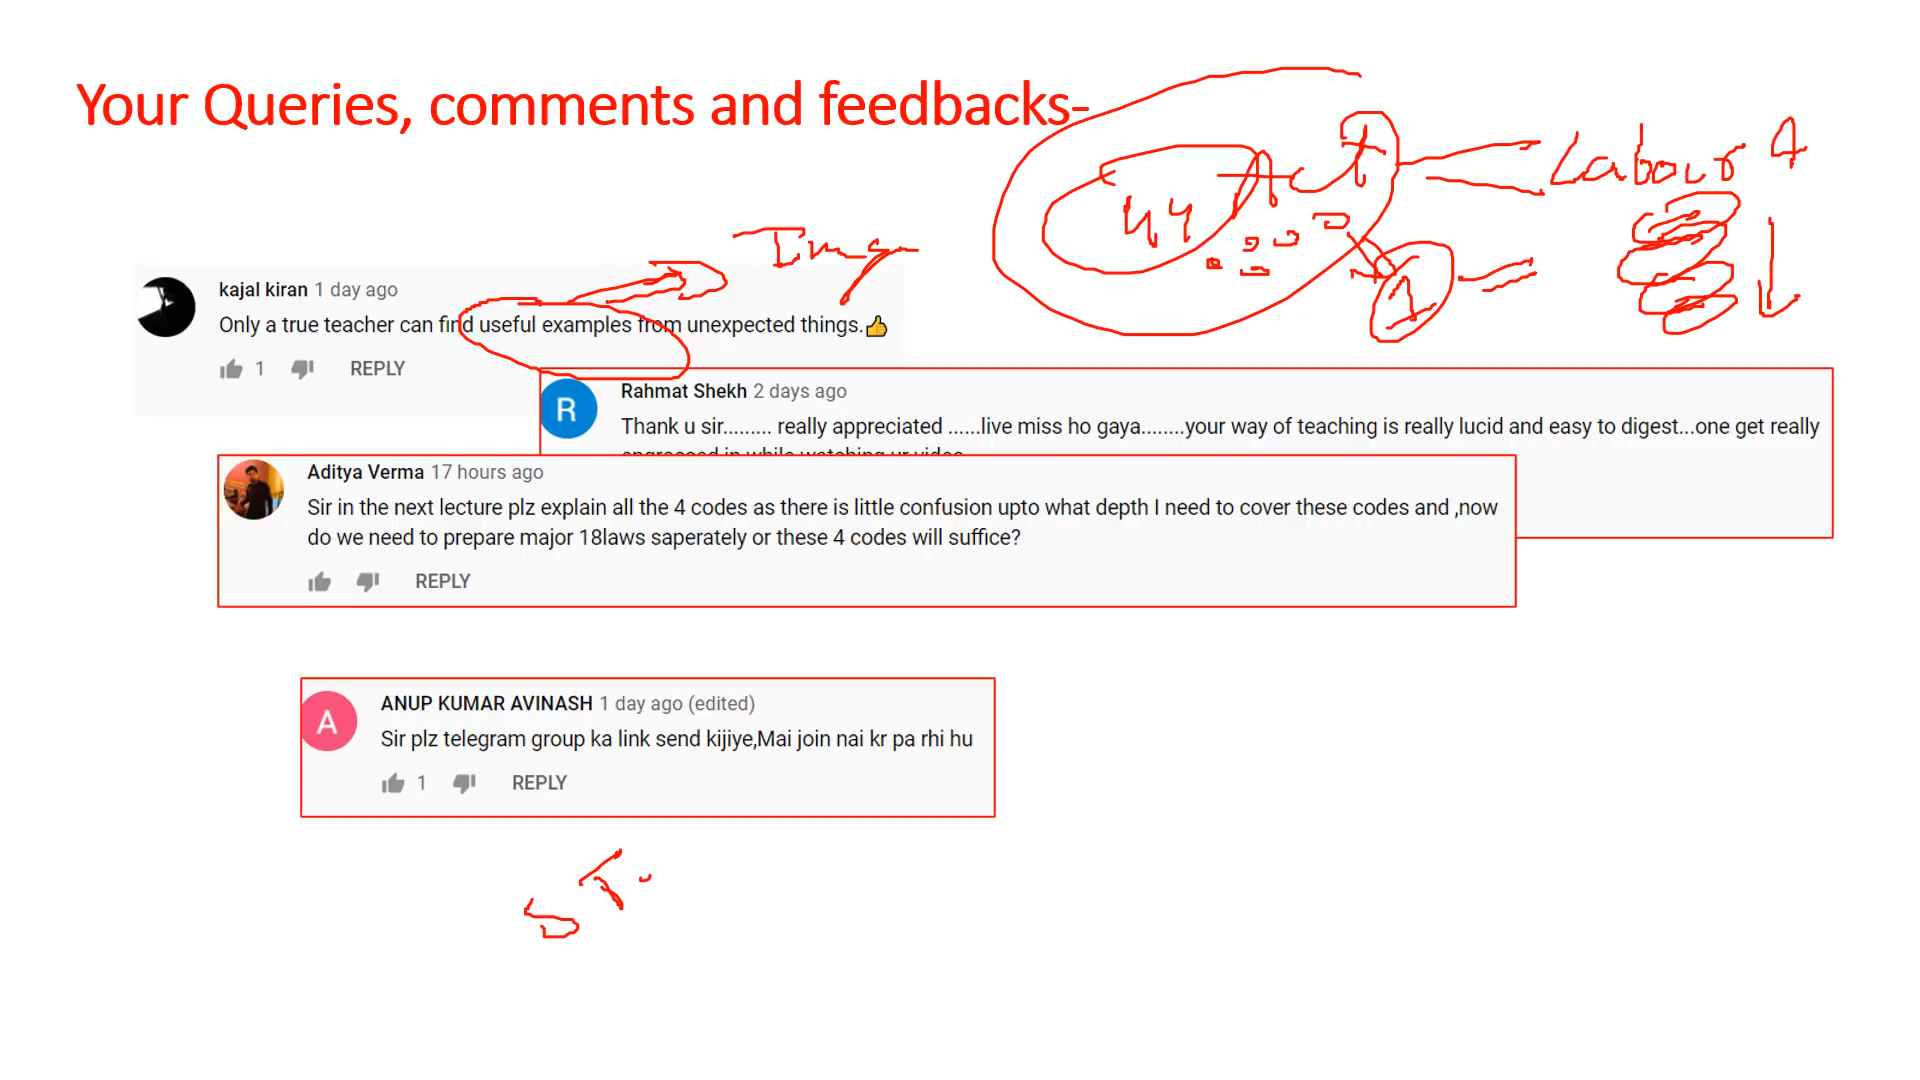 Your Queries, comments and feedbacks-
44 Act
Labour 4
kajal kiran 1 day ago
Only a true teacher can find useful examples from unexpected things.👍
1 REPLY
Rahmat Shekh 2 days ago
Thank u sir......... really appreciated ......live miss ho gaya........your way of teaching is really lucid and easy to digest...one get really
engrossed in while watching ur video
Aditya Verma 17 hours ago
Sir in the next lecture plz explain all the 4 codes as there is little confusion upto what depth I need to cover these codes and ,now
do we need to prepare major 18laws saperately or these 4 codes will suffice?
REPLY
ANUP KUMAR AVINASH 1 day ago (edited)
Sir plz telegram group ka link send kijiye,Mai join nai kr pa rhi hu
1 REPLY